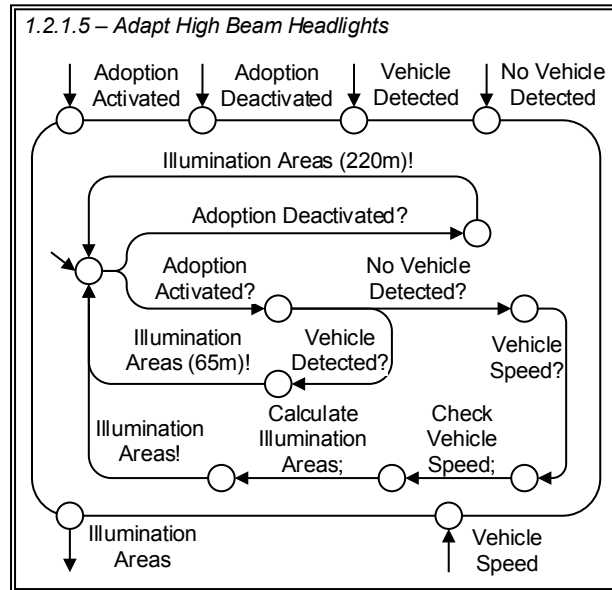 1.2.1.5 – Adapt High Beam Headlights
Adoption
Activated
Adoption
Deactivated
Vehicle
Detected
No Vehicle
Detected
Illumination Areas (220m)!
Adoption Deactivated?
Adoption
Activated?
No Vehicle
Detected?
Illumination
Areas (65m)!
Vehicle
Detected?
Vehicle
Speed?
Illumination
Areas!
Calculate
Illumination
Areas;
Check
Vehicle
Speed;
Illumination
Areas
Vehicle
Speed